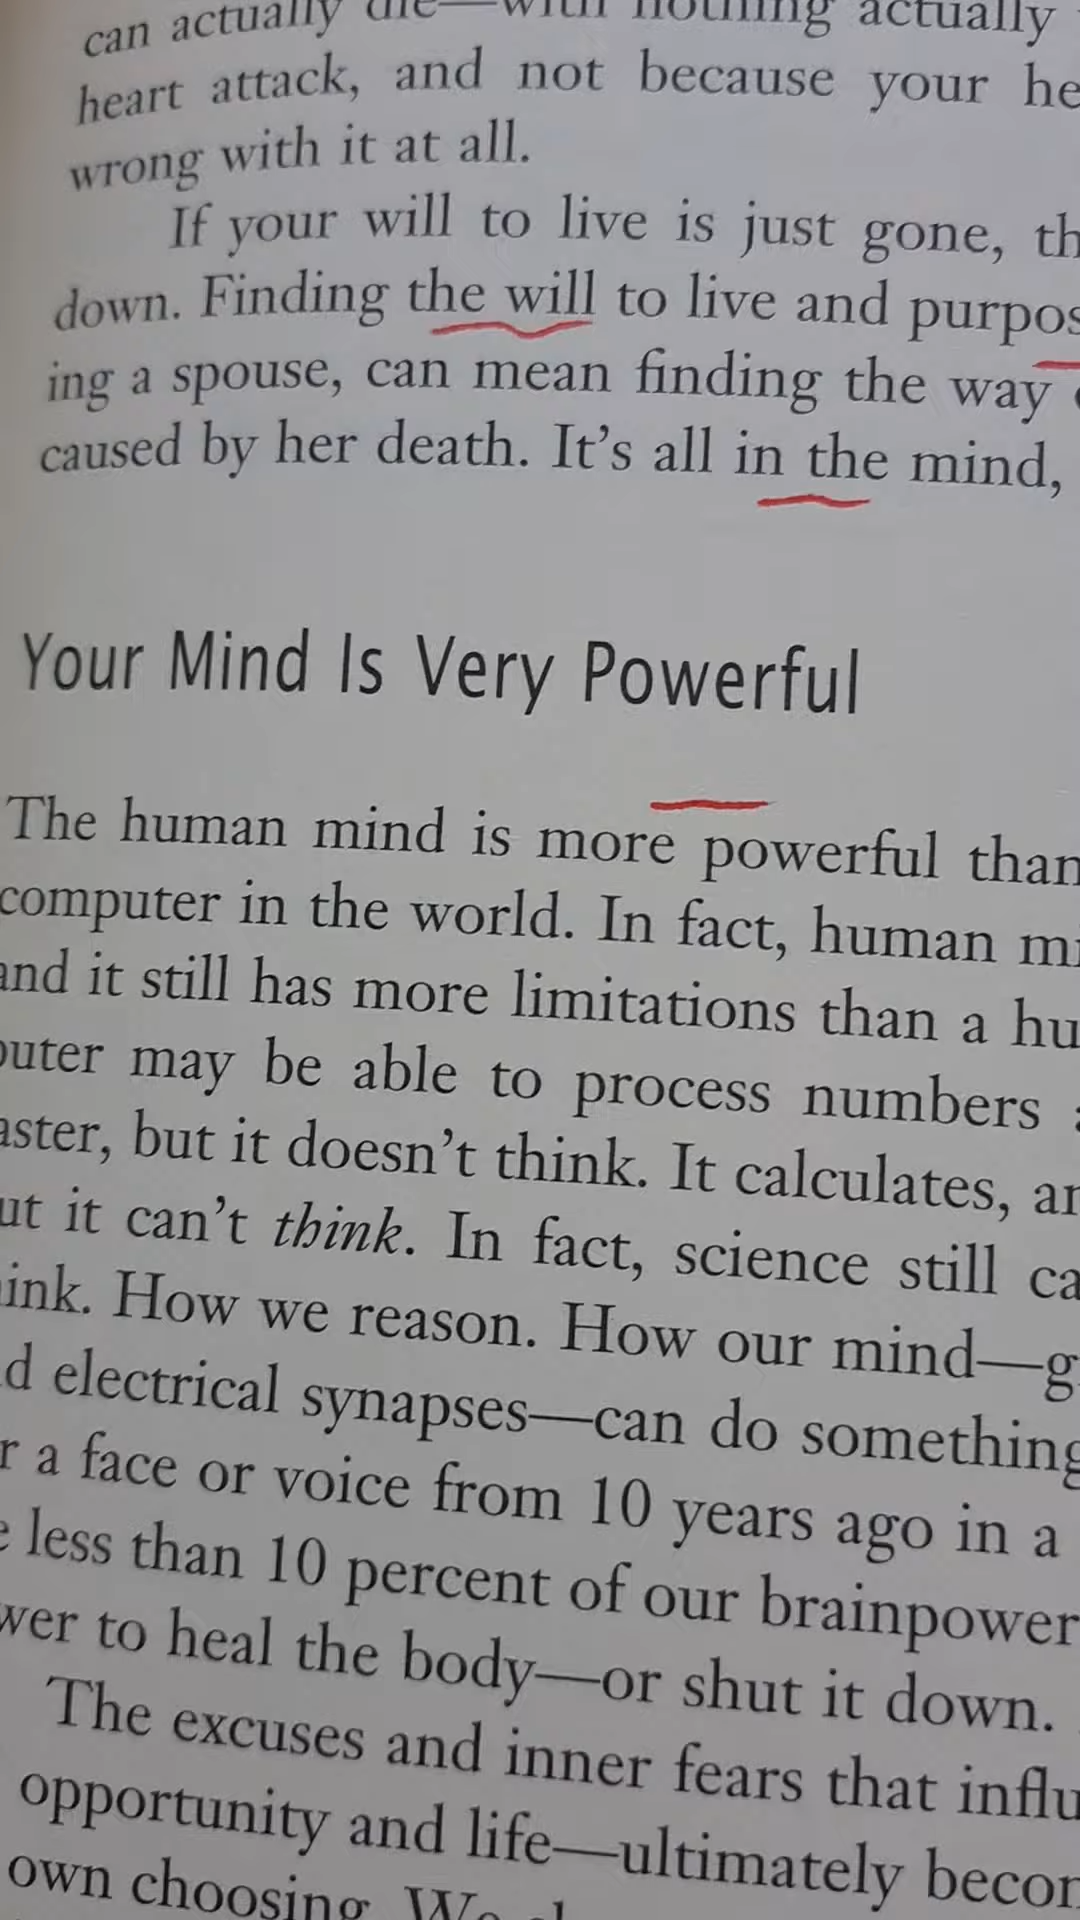 can actually die—with nothing actually
heart attack, and not because your he
wrong with it at all.
If your will to live is just gone, th
down. Finding the will to live and purpos
ing a spouse, can mean finding the way
caused by her death. It's all in the mind,
Your Mind Is Very Powerful
The human mind is more powerful than
computer in the world. In fact, human mi
and it still has more limitations than a hu
puter may be able to process numbers
aster, but it doesn't think. It calculates, an
ut it can't think. In fact, science still ca
ink. How we reason. How our mind—g
d electrical synapses—can do something
r a face or voice from 10 years ago in a
e less than 10 percent of our brainpower
wer to heal the body—or shut it down.
The excuses and inner fears that influ
opportunity and life—ultimately becom
own choosing. We